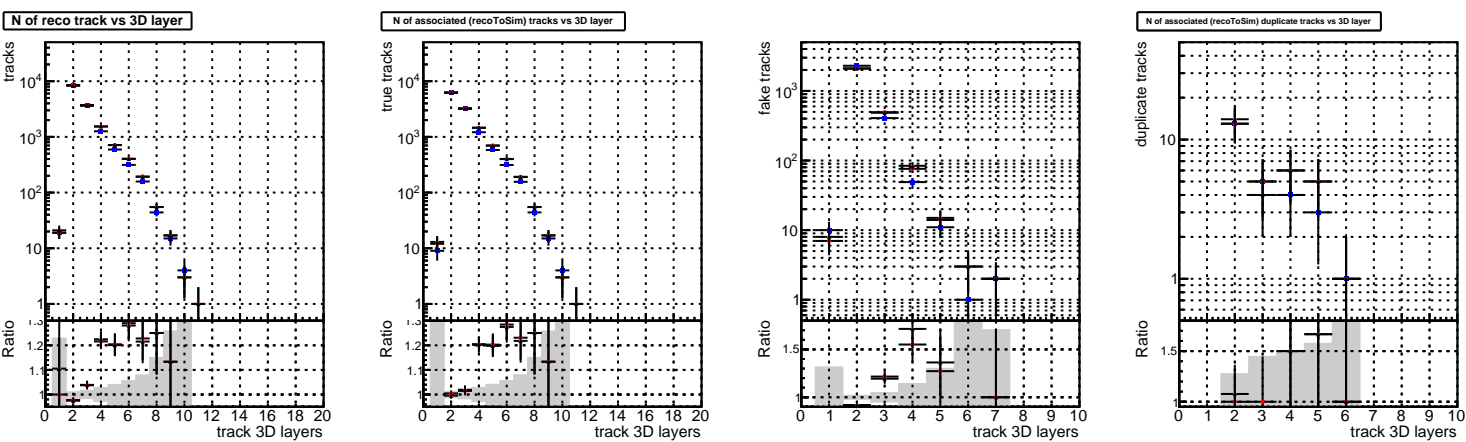 N of reco track vs 3D layer
tracks
10⁴
10³
10²
10
1
Ratio
1.3
1.2
1.1
1
0 2 4 6 8 10 12 14 16 18 20
track 3D layers
N of associated (recoToSim) tracks vs 3D layer
true tracks
10⁴
10³
10²
10
1
Ratio
1.3
1.2
1.1
1
0 2 4 6 8 10 12 14 16 18 20
track 3D layers
fake tracks
10³
10²
10
1
Ratio
1.5
1
0 1 2 3 4 5 6 7 8 9 10
track 3D layers
N of associated (recoToSim) duplicate tracks vs 3D layer
duplicate tracks
10
1
Ratio
1.5
1
0 1 2 3 4 5 6 7 8 9 10
track 3D layers